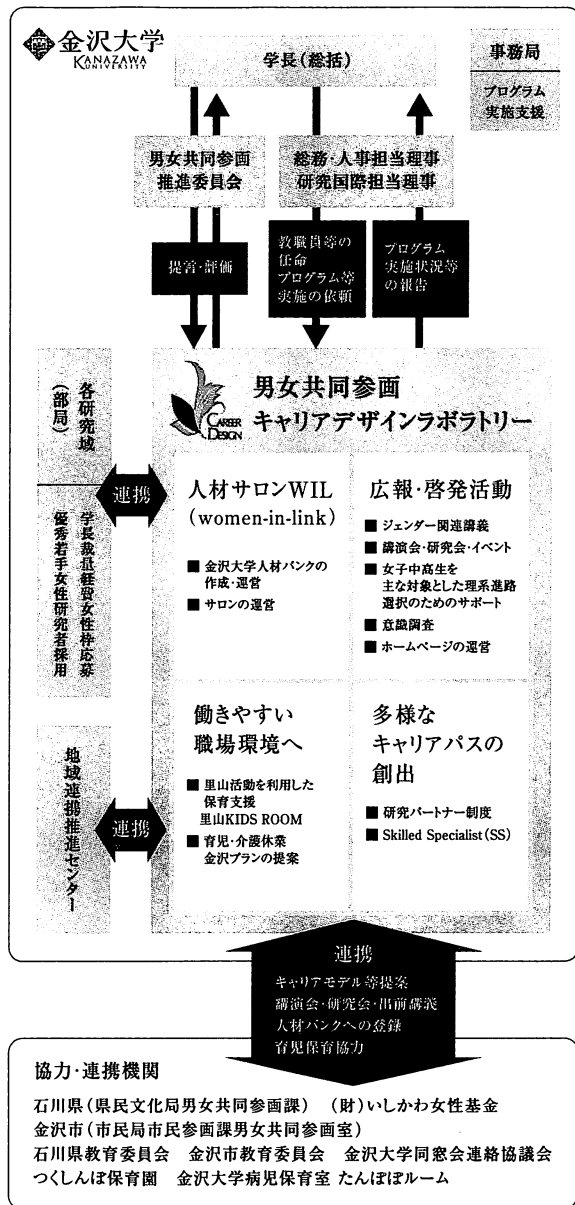 金沢大学
KANAZAWA
UNIVERSITY
学長(総括)
事務局
プログラム
実施支援
男女共同参画
推進委員会
総務・人事担当理事
研究国際担当理事
提言・評価
教職員等の
任命
プログラム等
実施の依頼
プログラム
実施状況等
の報告
各研究域
(部局)
学長裁量経費女性枠応募
優秀若手女性研究者採用
連携
CAREER
DESIGN
男女共同参画
キャリアデザインラボラトリー
人材サロンWIL
(women-in-link)
■ 金沢大学人材バンクの
作成・運営
■ サロンの運営
広報・啓発活動
■ ジェンダー関連講義
■ 講演会・研究会・イベント
■ 女子中高生を
主な対象とした理系進路
選択のためのサポート
■ 意識調査
■ ホームページの運営
地域連携推進センター
連携
働きやすい
職場環境へ
■ 里山活動を利用した
保育支援
里山KIDS ROOM
■ 育児・介護休業
金沢プランの提案
多様な
キャリアパスの
創出
■ 研究パートナー制度
■ Skilled Specialist(SS)
連携
キャリアモデル等提案
講演会・研究会・出前講義
人材バンクへの登録
育児保育協力
協力・連携機関
石川県(県民文化局男女共同参画課) (財)いしかわ女性基金
金沢市(市民局市民参画課男女共同参画室)
石川県教育委員会 金沢市教育委員会 金沢大学同窓会連絡協議会
つくしんぼ保育園 金沢大学病児保育室 たんぽぽルーム